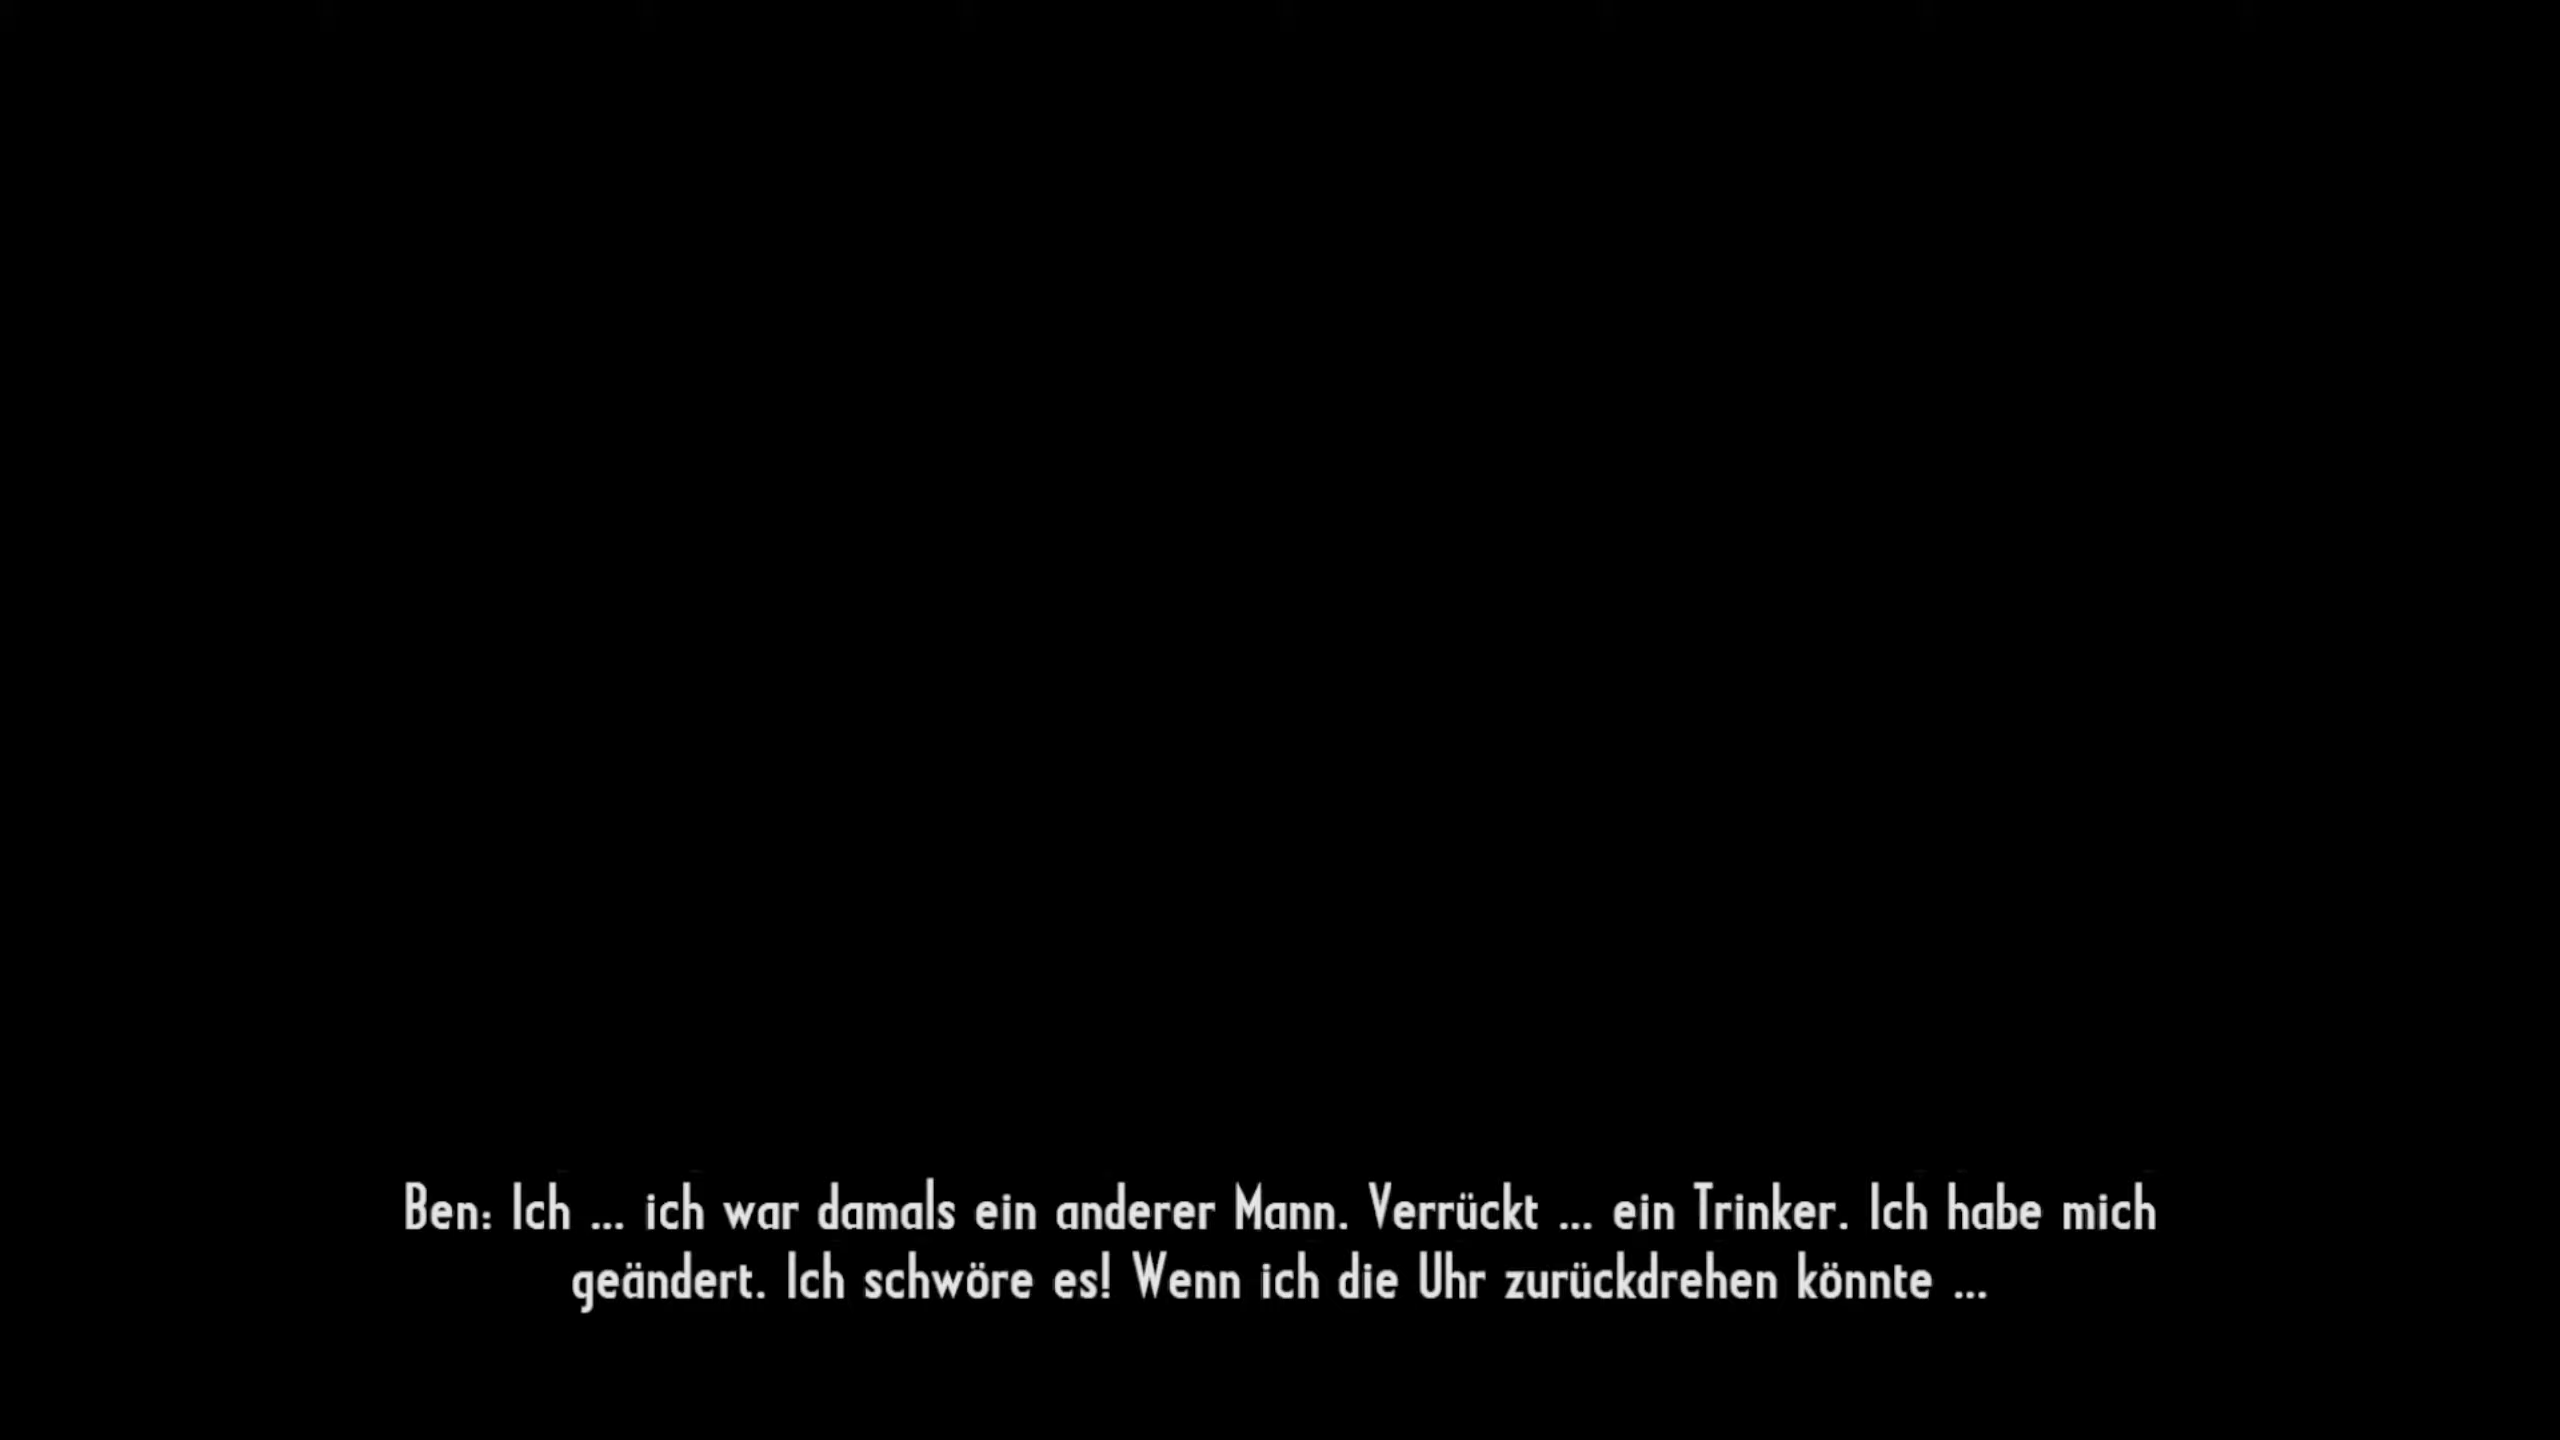 Ben: Ich ... ich war damals ein anderer Mann. Verrückt ... ein Trinker. Ich habe mich
geändert. Ich schwöre es! Wenn ich die Uhr zurückdrehen könnte ...